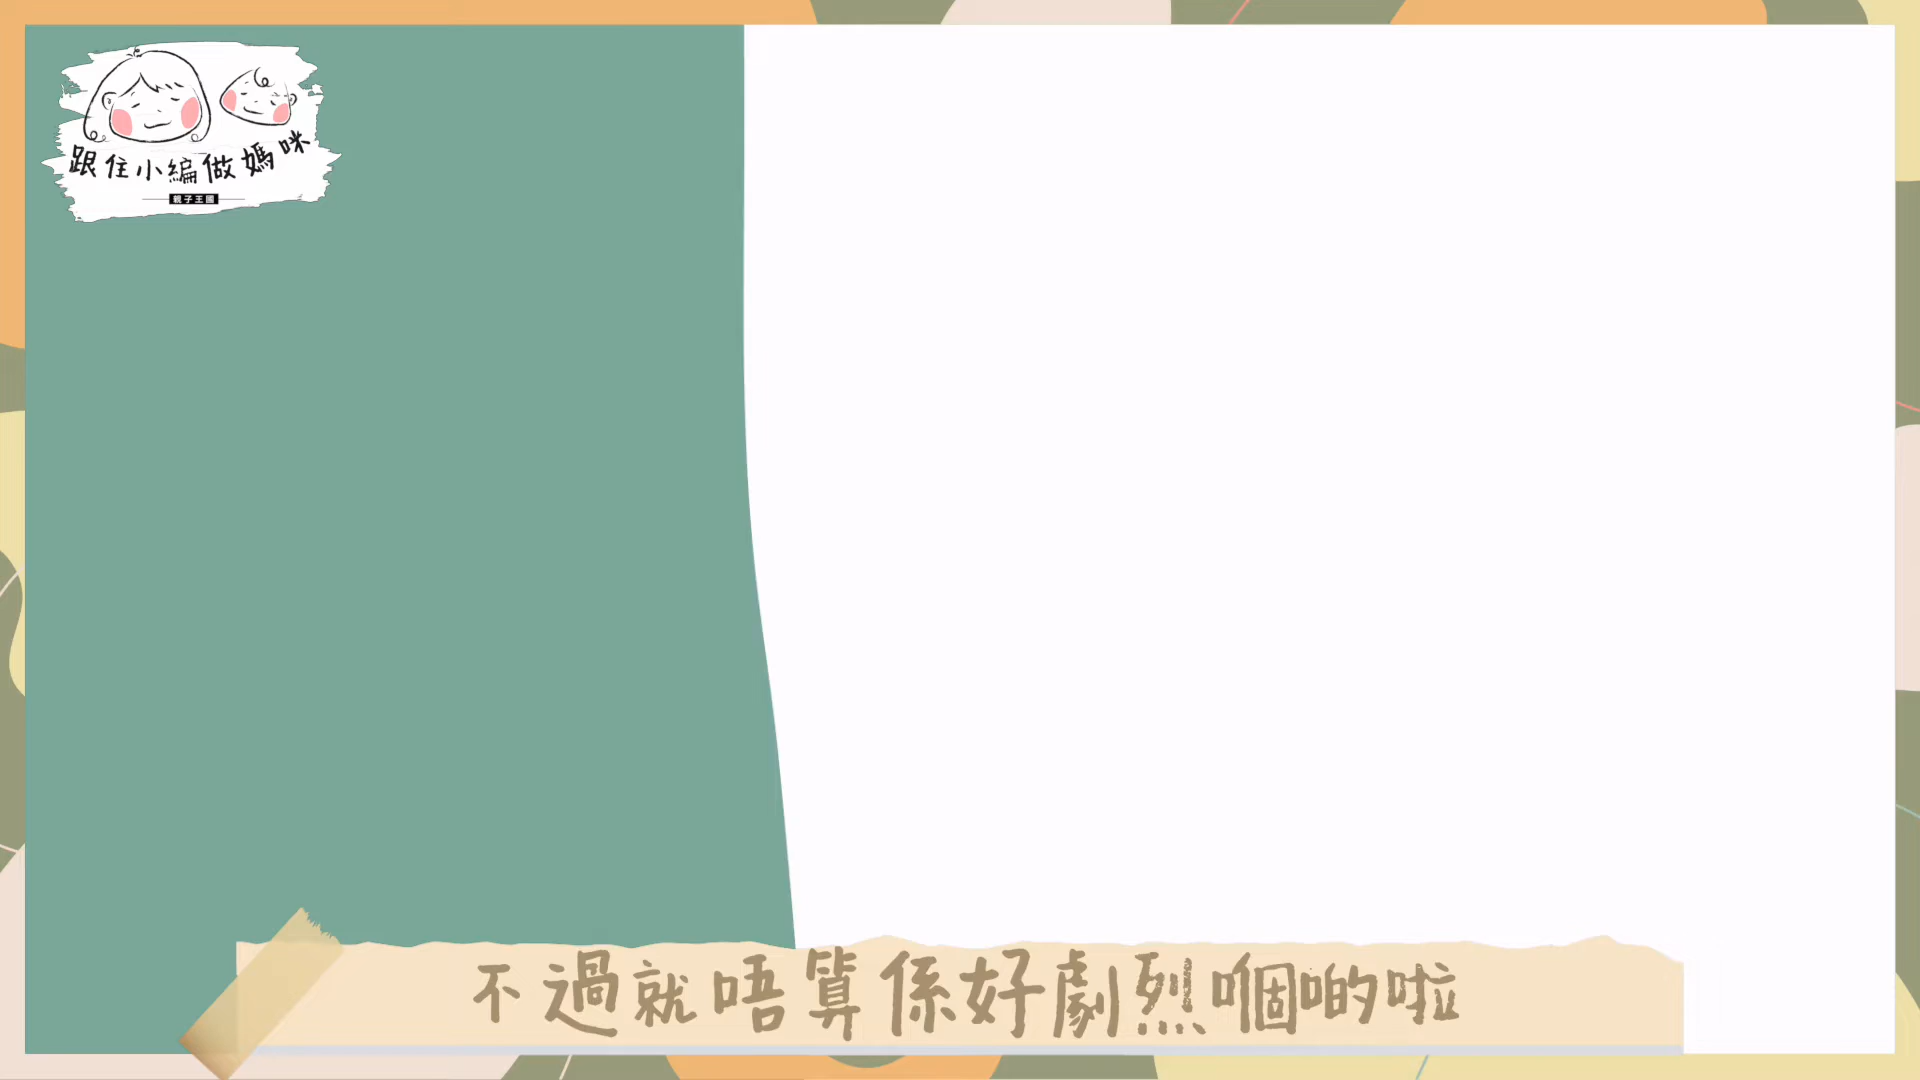 跟住小編做媽咪
親子王國
不過就唔算係好劇烈嗰啲啦